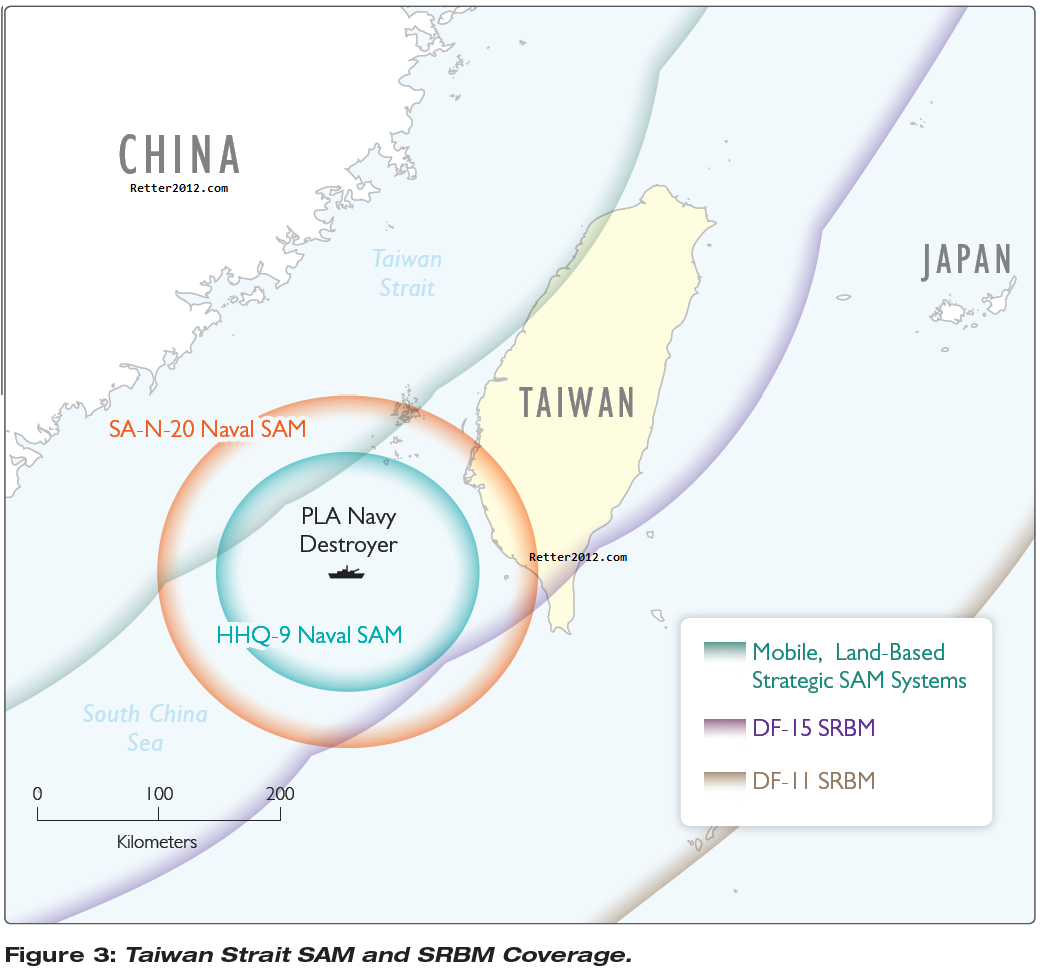 CHINA
Retter2012.com
Taiwan
Strait
JAPAN
TAIWAN
SA-N-20 Naval SAM
PLA Navy
Destroyer
Retter2012.com
HHQ-9 Naval SAM
Mobile, Land-Based
Strategic SAM Systems
DF-15 SRBM
DF-11 SRBM
South China
Sea
0 100 200
Kilometers
Figure 3: Taiwan Strait SAM and SRBM Coverage.